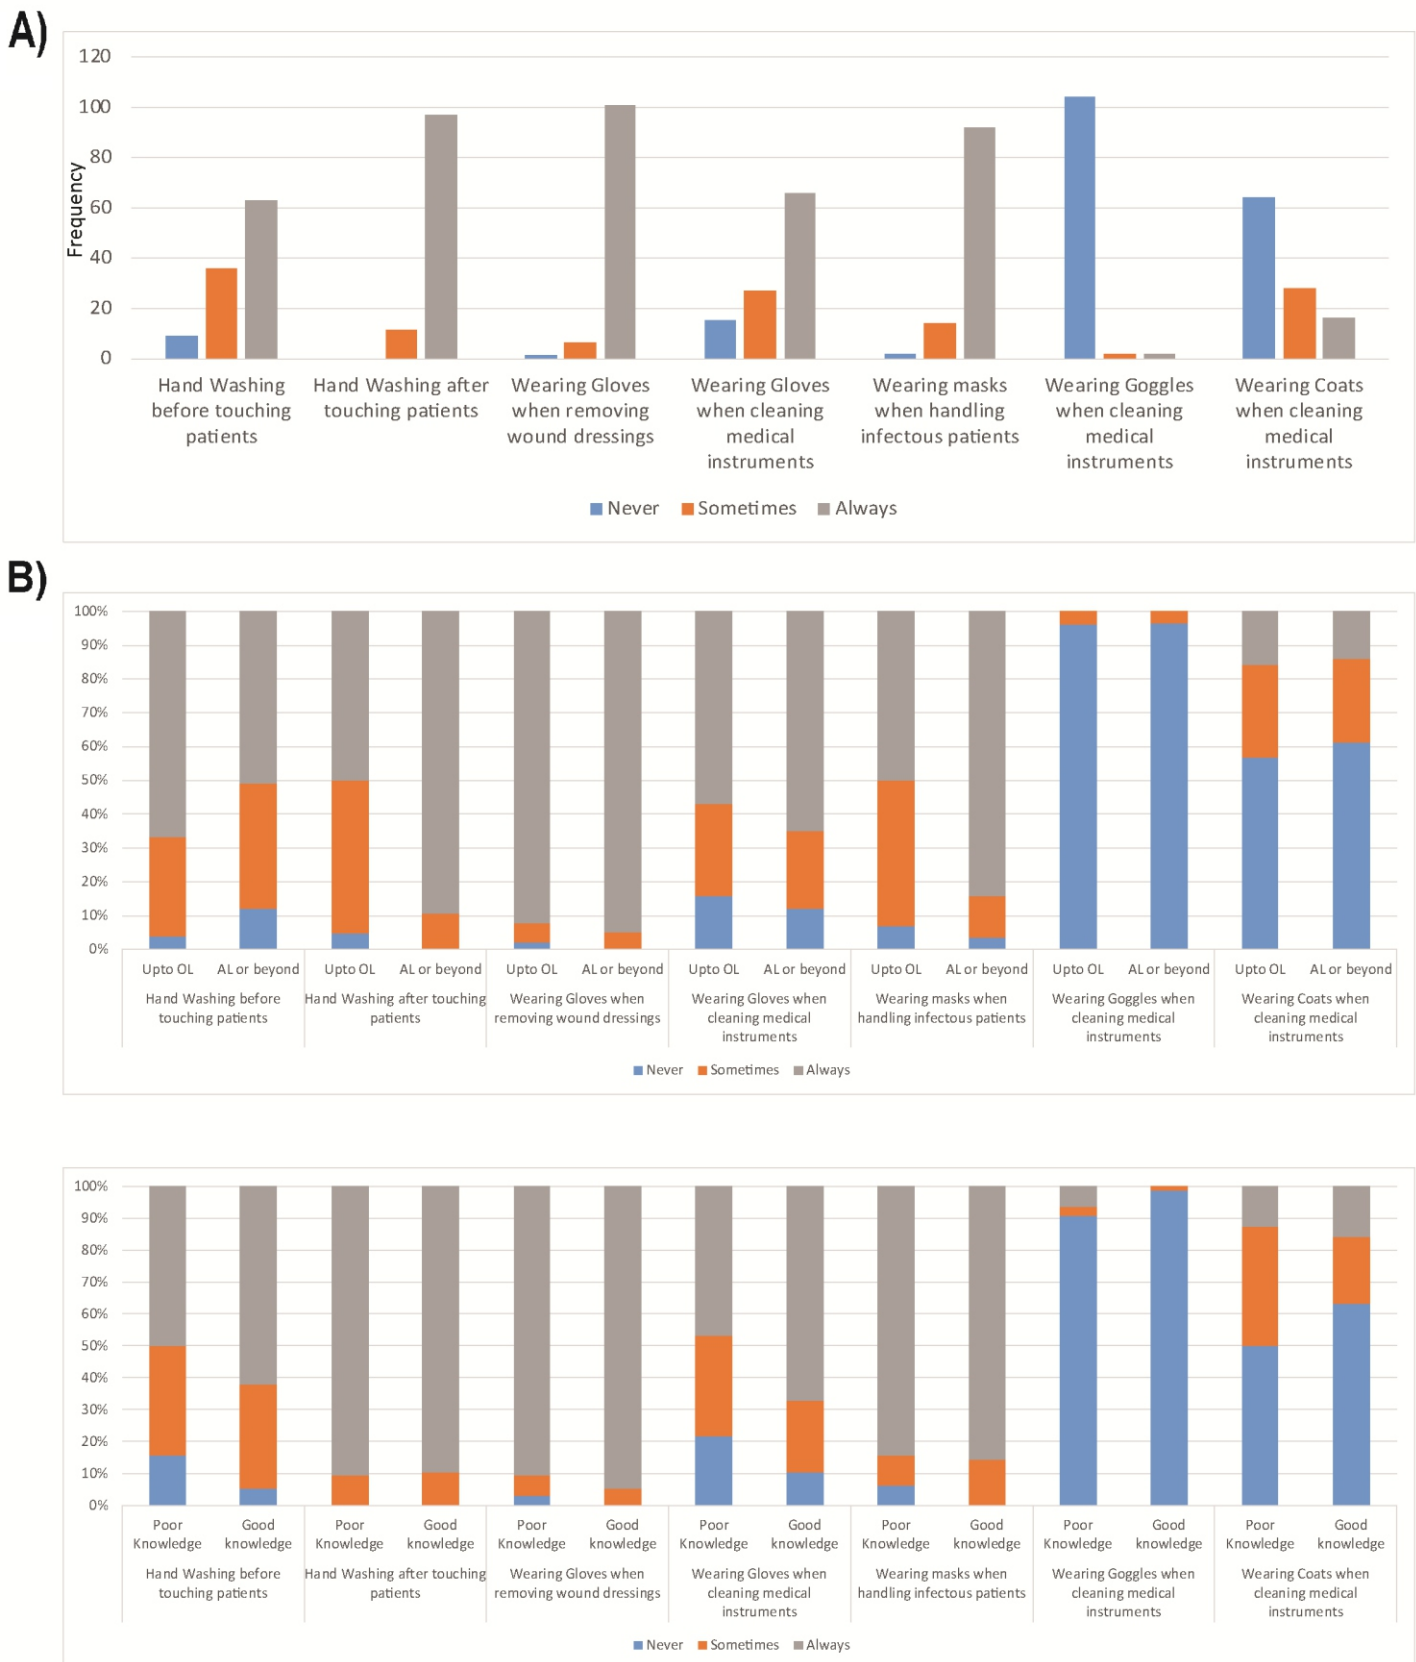 A)
120
100
80
60
40
20
0
Frequency
Hand Washing before touching patients
Hand Washing after touching patients
Wearing Gloves when removing wound dressings
Wearing Gloves when cleaning medical instruments
Wearing masks when handling infectous patients
Wearing Goggles when cleaning medical instruments
Wearing Coats when cleaning medical instruments
Never Sometimes Always
B)
100%
90%
80%
70%
60%
50%
40%
30%
20%
10%
0%
Upto OL AL or beyond Upto OL AL or beyond Upto OL AL or beyond Upto OL AL or beyond Upto OL AL or beyond Upto OL AL or beyond Upto OL AL or beyond
Hand Washing before touching patients
Hand Washing after touching patients
Wearing Gloves when removing wound dressings
Wearing Gloves when cleaning medical instruments
Wearing masks when handling infectous patients
Wearing Goggles when cleaning medical instruments
Wearing Coats when cleaning medical instruments
Never Sometimes Always
100%
90%
80%
70%
60%
50%
40%
30%
20%
10%
0%
Poor Knowledge Good knowledge Poor Knowledge Good knowledge Poor Knowledge Good knowledge Poor Knowledge Good knowledge Poor Knowledge Good knowledge Poor Knowledge Good knowledge Poor Knowledge Good knowledge
Hand Washing before touching patients
Hand Washing after touching patients
Wearing Gloves when removing wound dressings
Wearing Gloves when cleaning medical instruments
Wearing masks when handling infectous patients
Wearing Goggles when cleaning medical instruments
Wearing Coats when cleaning medical instruments
Never Sometimes Always